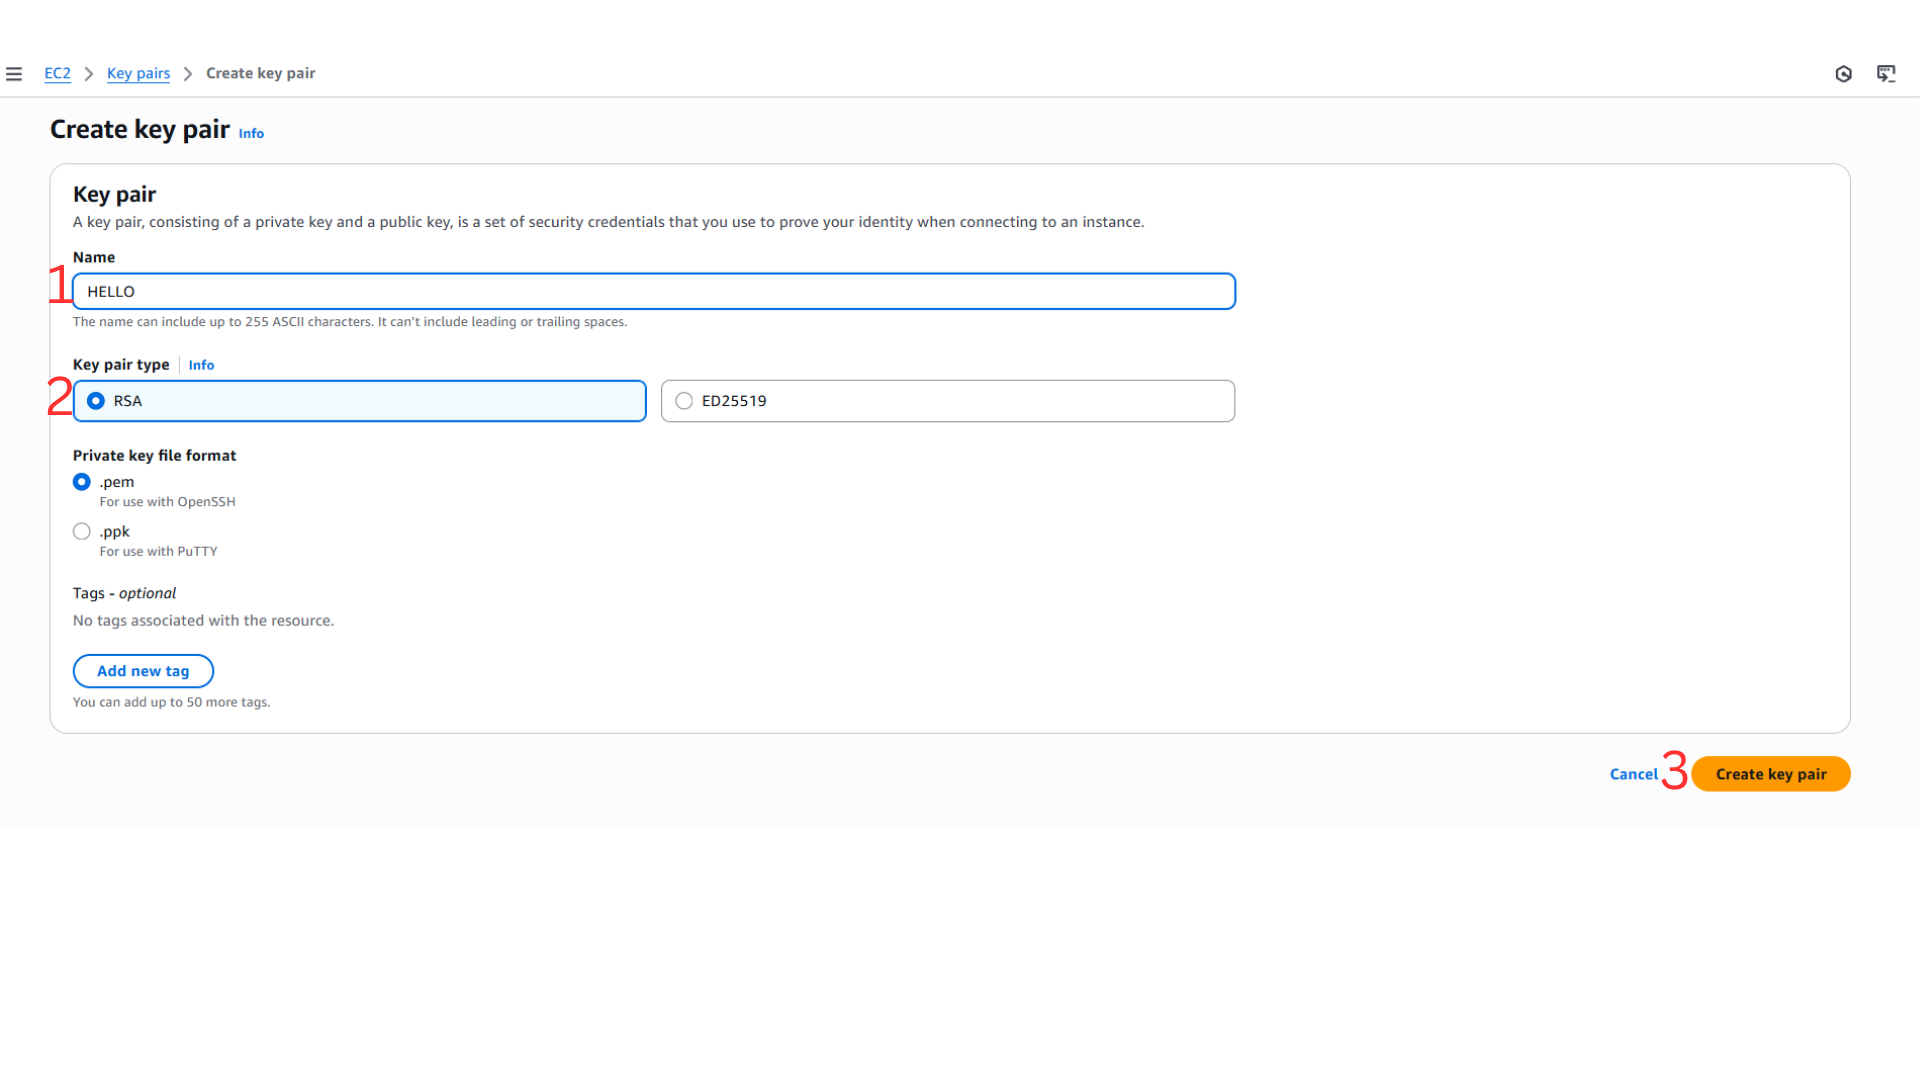 EC2 > Key pairs > Create key pair
Create key pair Info
Key pair
A key pair, consisting of a private key and a public key, is a set of security credentials that you use to prove your identity when connecting to an instance.
Name
1 HELLO
The name can include up to 255 ASCII characters. It can't include leading or trailing spaces.
Key pair type Info
2 RSA ED25519
Private key file format
.pem
For use with OpenSSH
.ppk
For use with PuTTY
Tags - optional
No tags associated with the resource.
Add new tag
You can add up to 50 more tags.
Cancel 3 Create key pair